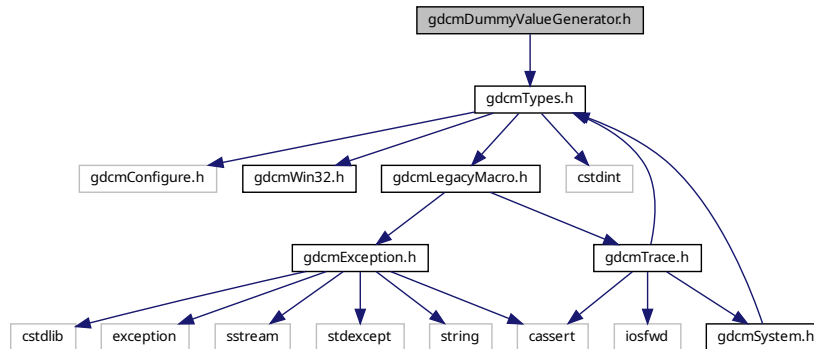 gdcmDummyValueGenerator.h
gdcmTypes.h
gdcmConfigure.h
gdcmWin32.h
gdcmLegacyMacro.h
cstdint
gdcmException.h
gdcmTrace.h
cstdlib
exception
sstream
stdexcept
string
cassert
iosfwd
gdcmSystem.h